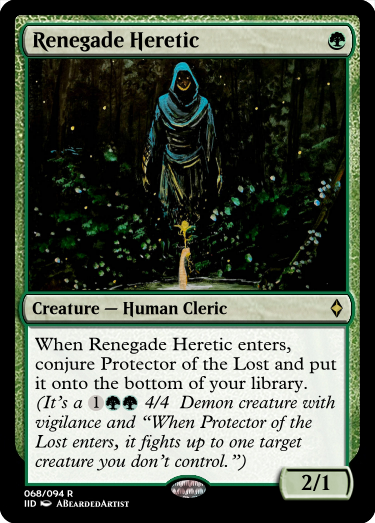 Renegade Heretic
Creature — Human Cleric
When Renegade Heretic enters,
conjure Protector of the Lost and put
it onto the bottom of your library.
(It's a 1 4/4 Demon creature with
vigilance and “When Protector of the
Lost enters, it fights up to one target
creature you don't control.”)
2/1
068/094 R
IID ABEARDEDARTIST